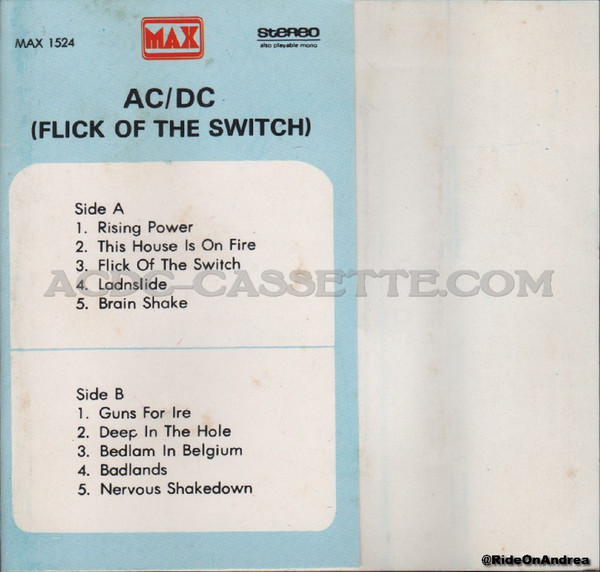 MAX 1524
MAX
STEREO
also playable mono
AC/DC
(FLICK OF THE SWITCH)
Side A
1. Rising Power
2. This House Is On Fire
3. Flick Of The Switch
4. Ladnslide
5. Brain Shake
ACDC-CASSETTE.COM
Side B
1. Guns For Ire
2. Deep In The Hole
3. Bedlam In Belgium
4. Badlands
5. Nervous Shakedown
@RideOnAndrea